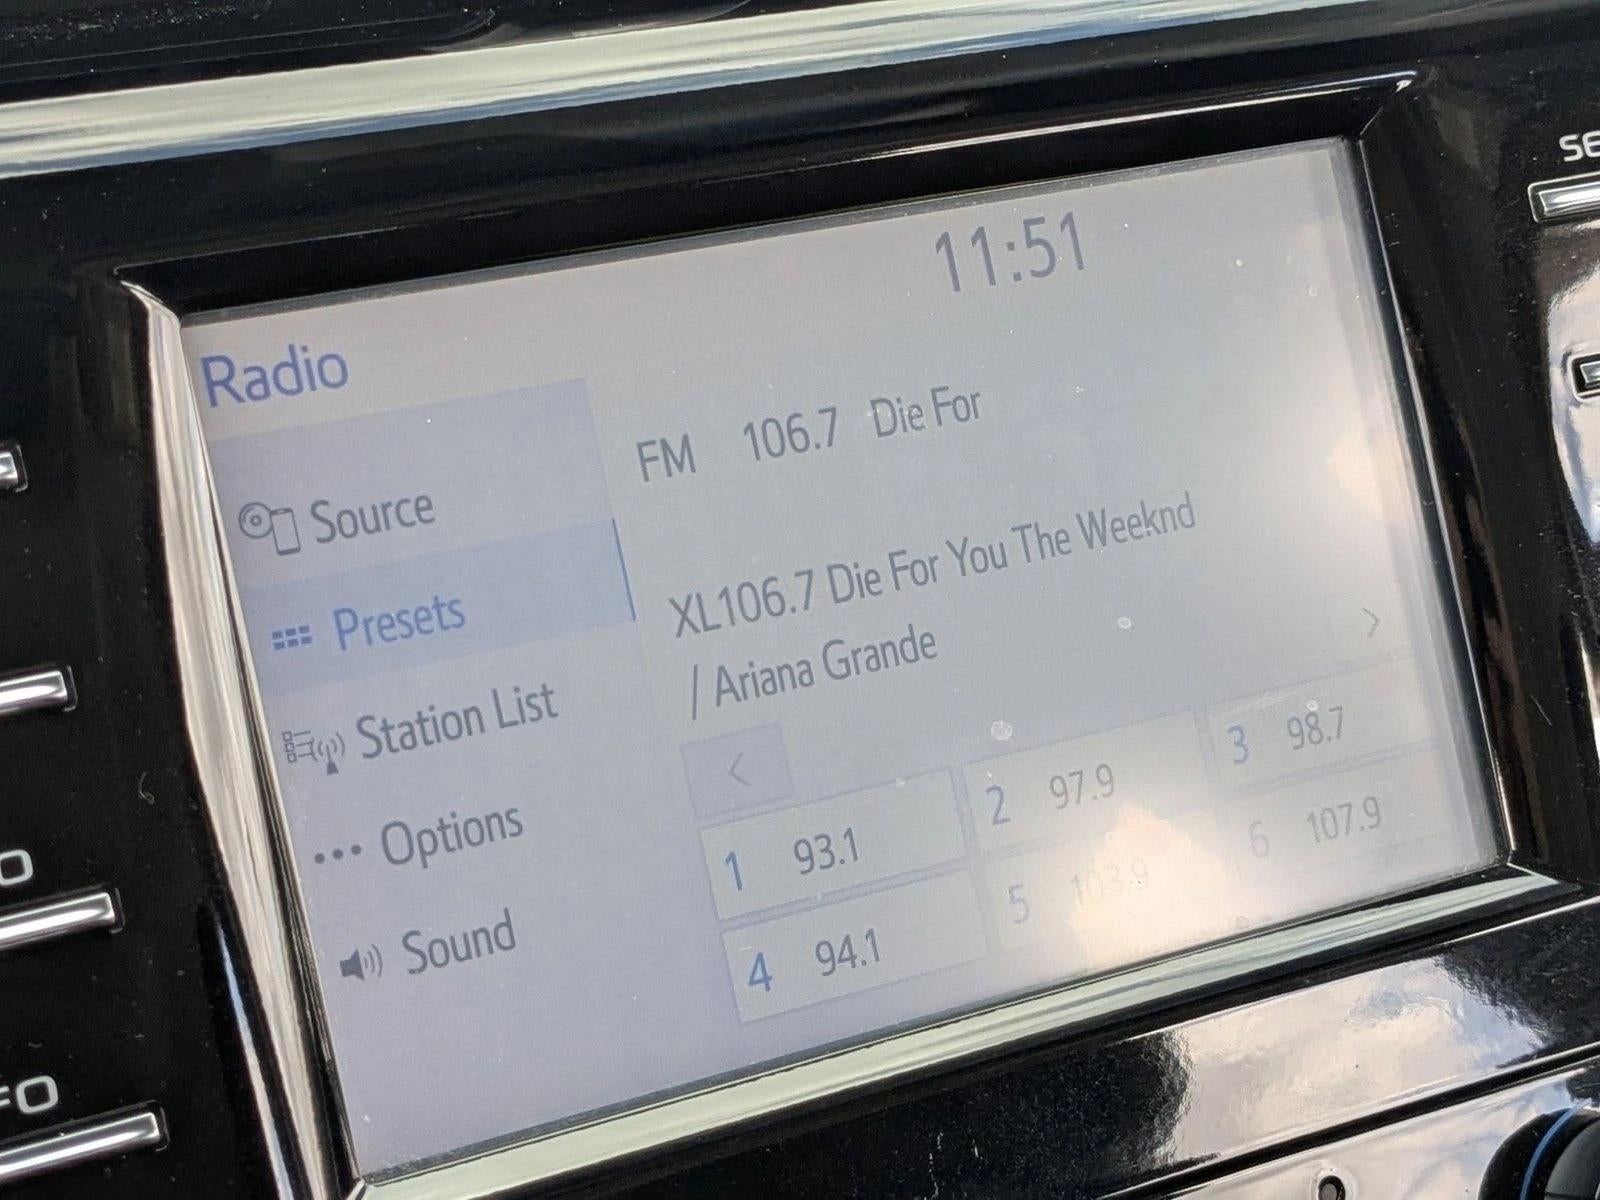 SE
11:51
Radio
FM 106.7 Die For
Source
XL106.7 Die For You The Weeknd
/ Ariana Grande
Presets
Station List
Options
Sound
<
>
1 93.1
2 97.9
3 98.7
4 94.1
5 103.9
6 107.9
O
FO